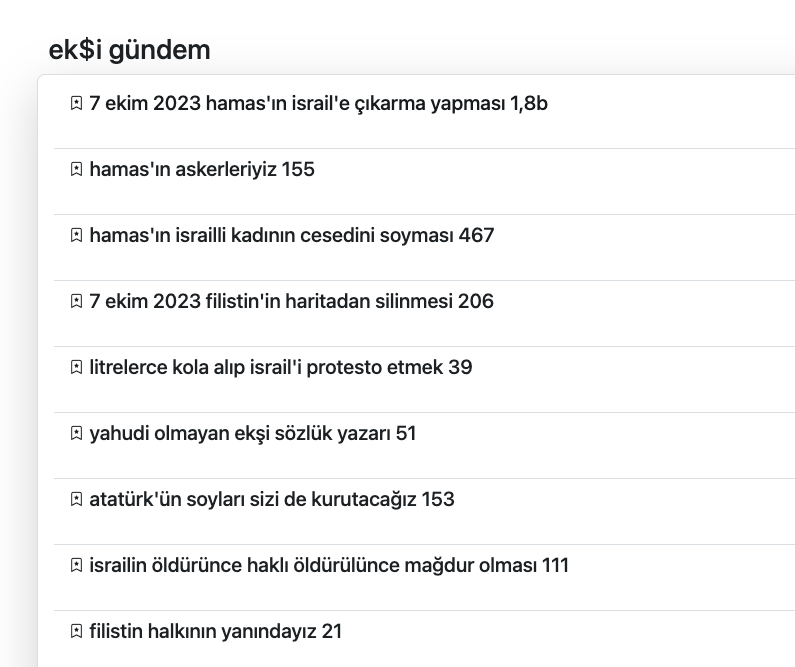 ek$i gündem
7 ekim 2023 hamas'ın israil'e çıkarma yapması 1,8b
hamas'ın askerleriyiz 155
hamas'ın israilli kadının cesedini soyması 467
7 ekim 2023 filistin'in haritadan silinmesi 206
litrelerce kola alıp israil'i protesto etmek 39
yahudi olmayan ekşi sözlük yazarı 51
atatürk'ün soyları sizi de kurutacağız 153
israilin öldürünce haklı öldürülünce mağdur olması 111
filistin halkının yanındayız 21